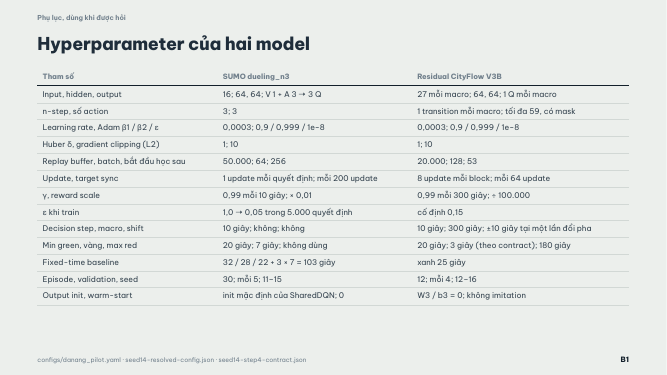 Phụ lục, dùng khi được hỏi
Hyperparameter của hai model
Tham số SUMO dueling_n3 Residual CityFlow V3B
Input, hidden, output 16; 64, 64; V 1 + A 3 → 3 Q 27 mỗi macro; 64, 64; 1 Q mỗi macro
n-step, số action 3; 3 1 transition mỗi macro; tối đa 59, có mask
Learning rate, Adam β1 / β2 / ε 0,0003; 0,9 / 0,999 / 1e-8 0,0003; 0,9 / 0,999 / 1e-8
Huber δ, gradient clipping (L2) 1; 10 1; 10
Replay buffer, batch, bắt đầu học sau 50.000; 64; 256 20.000; 128; 53
Update, target sync 1 update mỗi quyết định; mỗi 200 update 8 update mỗi block; mỗi 64 update
γ, reward scale 0,99 mỗi 10 giây; × 0,01 0,99 mỗi 300 giây; ÷ 100.000
ε khi train 1,0 → 0,05 trong 5.000 quyết định cố định 0,15
Decision step, macro, shift 10 giây; không; không 10 giây; 300 giây; ±10 giây tại một lần đổi pha
Min green, vàng, max red 20 giây; 7 giây; không dùng 20 giây; 3 giây (theo contract); 180 giây
Fixed-time baseline 32 / 28 / 22 + 3 × 7 = 103 giây xanh 25 giây
Episode, validation, seed 30; mỗi 5; 11–15 12; mỗi 4; 12–16
Output init, warm-start init mặc định của SharedDQN; 0 W3 / b3 = 0; không imitation
configs/danang_pilot.yaml · seed14-resolved-config.json · seed14-step4-contract.json B1